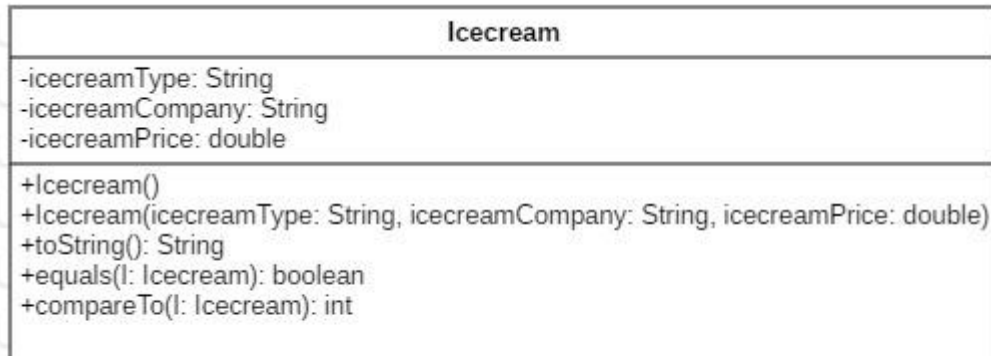 Icecream
-icecreamType: String
-icecreamCompany: String
-icecreamPrice: double
+Icecream()
+Icecream(icecreamType: String, icecreamCompany: String, icecreamPrice: double)
+toString(): String
+equals(I: Icecream): boolean
+compareTo(I: Icecream): int